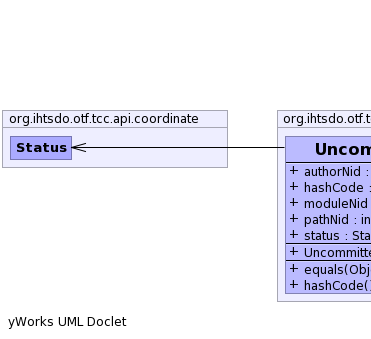 org.ihtsdo.otf.tcc.api.coordinate
Status
org.ihtsdo.otf.t
Uncom
+ authorNid :
+ hashCode :
+ moduleNid
+ pathNid : in
+ status : Sta
+ Uncommitte
+ equals(Obj
+ hashCode()
yWorks UML Doclet